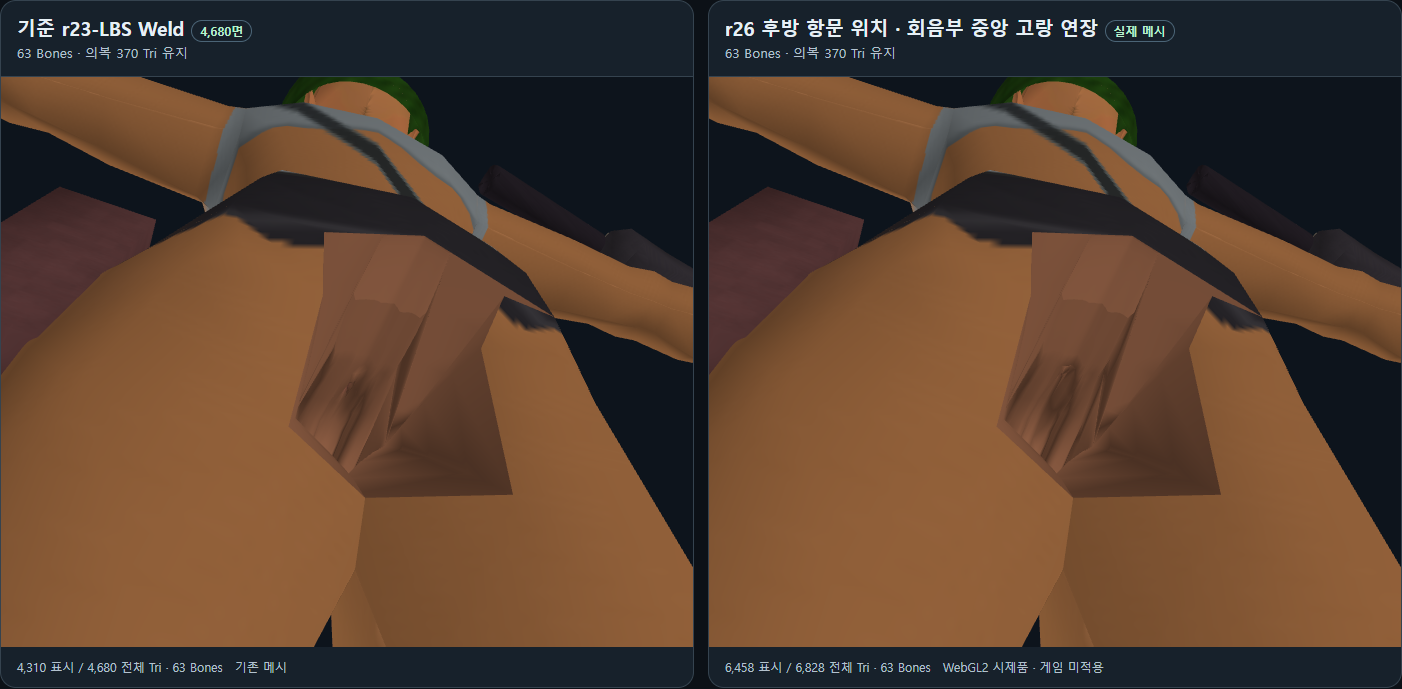 기준 r23-LBS Weld 4,680면
63 Bones · 의복 370 Tri 유지
r26 후방 항문 위치 · 회음부 중앙 고랑 연장 실제 메시
63 Bones · 의복 370 Tri 유지
4,310 표시 / 4,680 전체 Tri · 63 Bones 기존 메시
6,458 표시 / 6,828 전체 Tri · 63 Bones WebGL2 시제품 · 게임 미적용